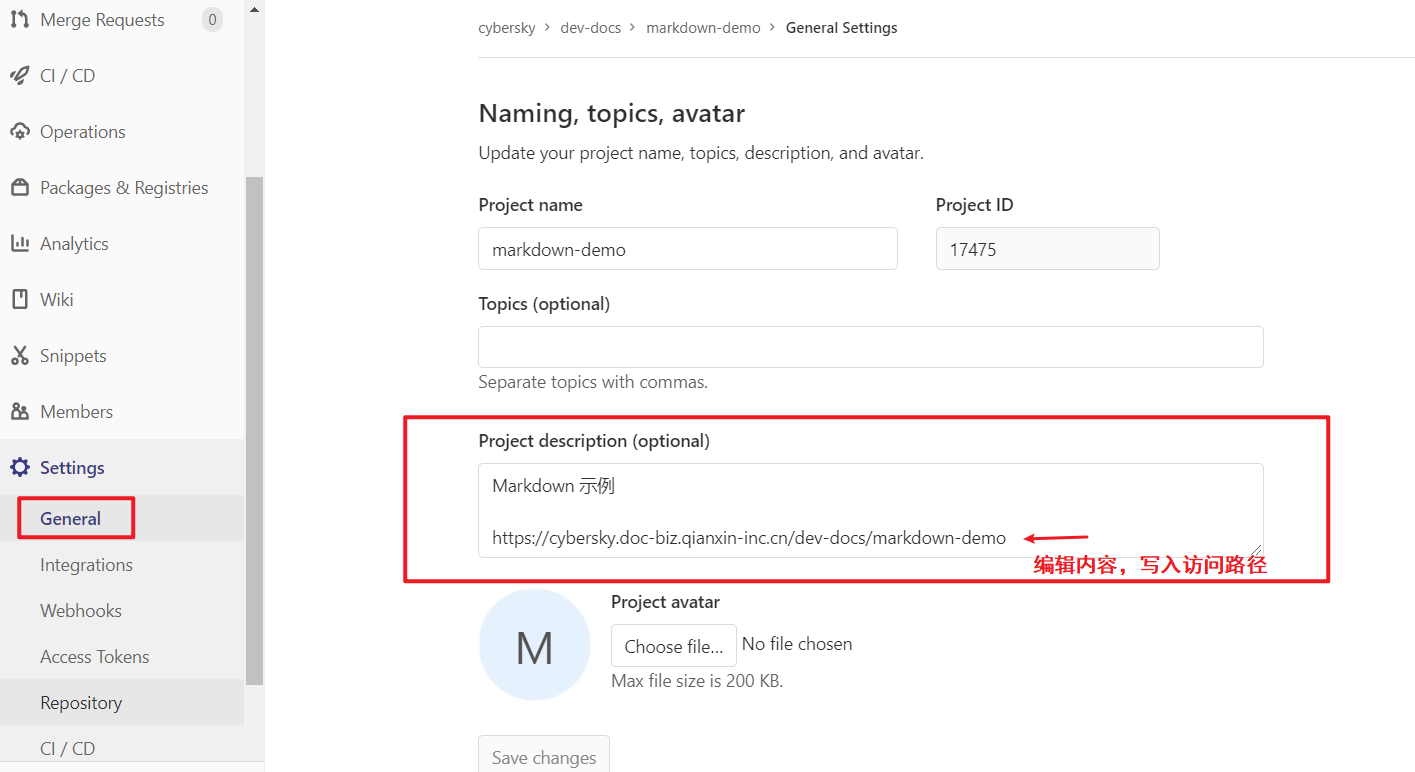 Merge Requests 0
CI / CD
Operations
Packages & Registries
Analytics
Wiki
Snippets
Members
Settings
General
Integrations
Webhooks
Access Tokens
Repository
CI / CD
cybersky > dev-docs > markdown-demo > General Settings
Naming, topics, avatar
Update your project name, topics, description, and avatar.
Project name Project ID
markdown-demo 17475
Topics (optional)
Separate topics with commas.
Project description (optional)
Markdown 示例
https://cybersky.doc-biz.qianxin-inc.cn/dev-docs/markdown-demo
编辑内容，写入访问路径
M
Project avatar
Choose file... No file chosen
Max file size is 200 KB.
Save changes